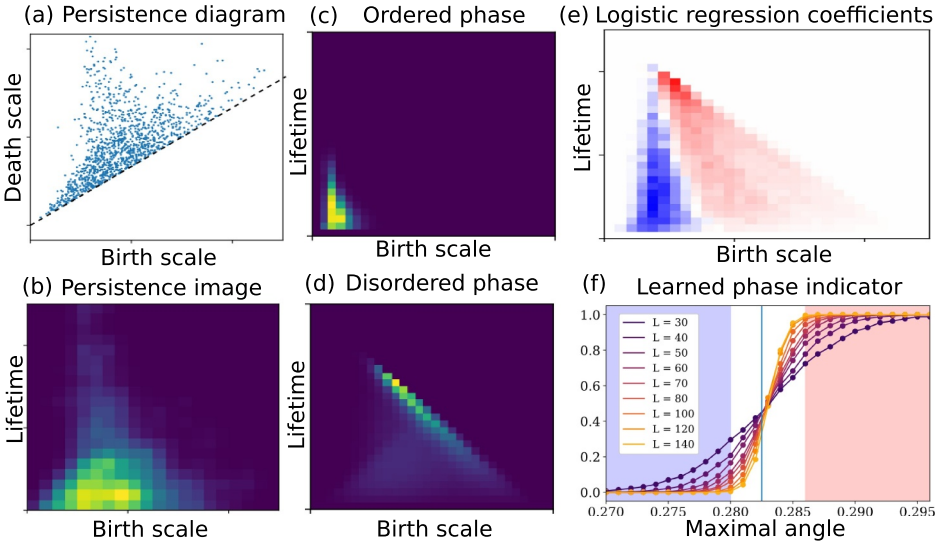 (a) Persistence diagram
Death scale
Birth scale
(b) Persistence image
Lifetime
Birth scale
(c) Ordered phase
Lifetime
Birth scale
(d) Disordered phase
Lifetime
Birth scale
(e) Logistic regression coefficients
Lifetime
Birth scale
(f) Learned phase indicator
1.0
0.8
0.6
0.4
0.2
0.0
L = 30
L = 40
L = 50
L = 60
L = 70
L = 80
L = 100
L = 120
L = 140
0.270 0.275 0.280 0.285 0.290 0.295
Maximal angle